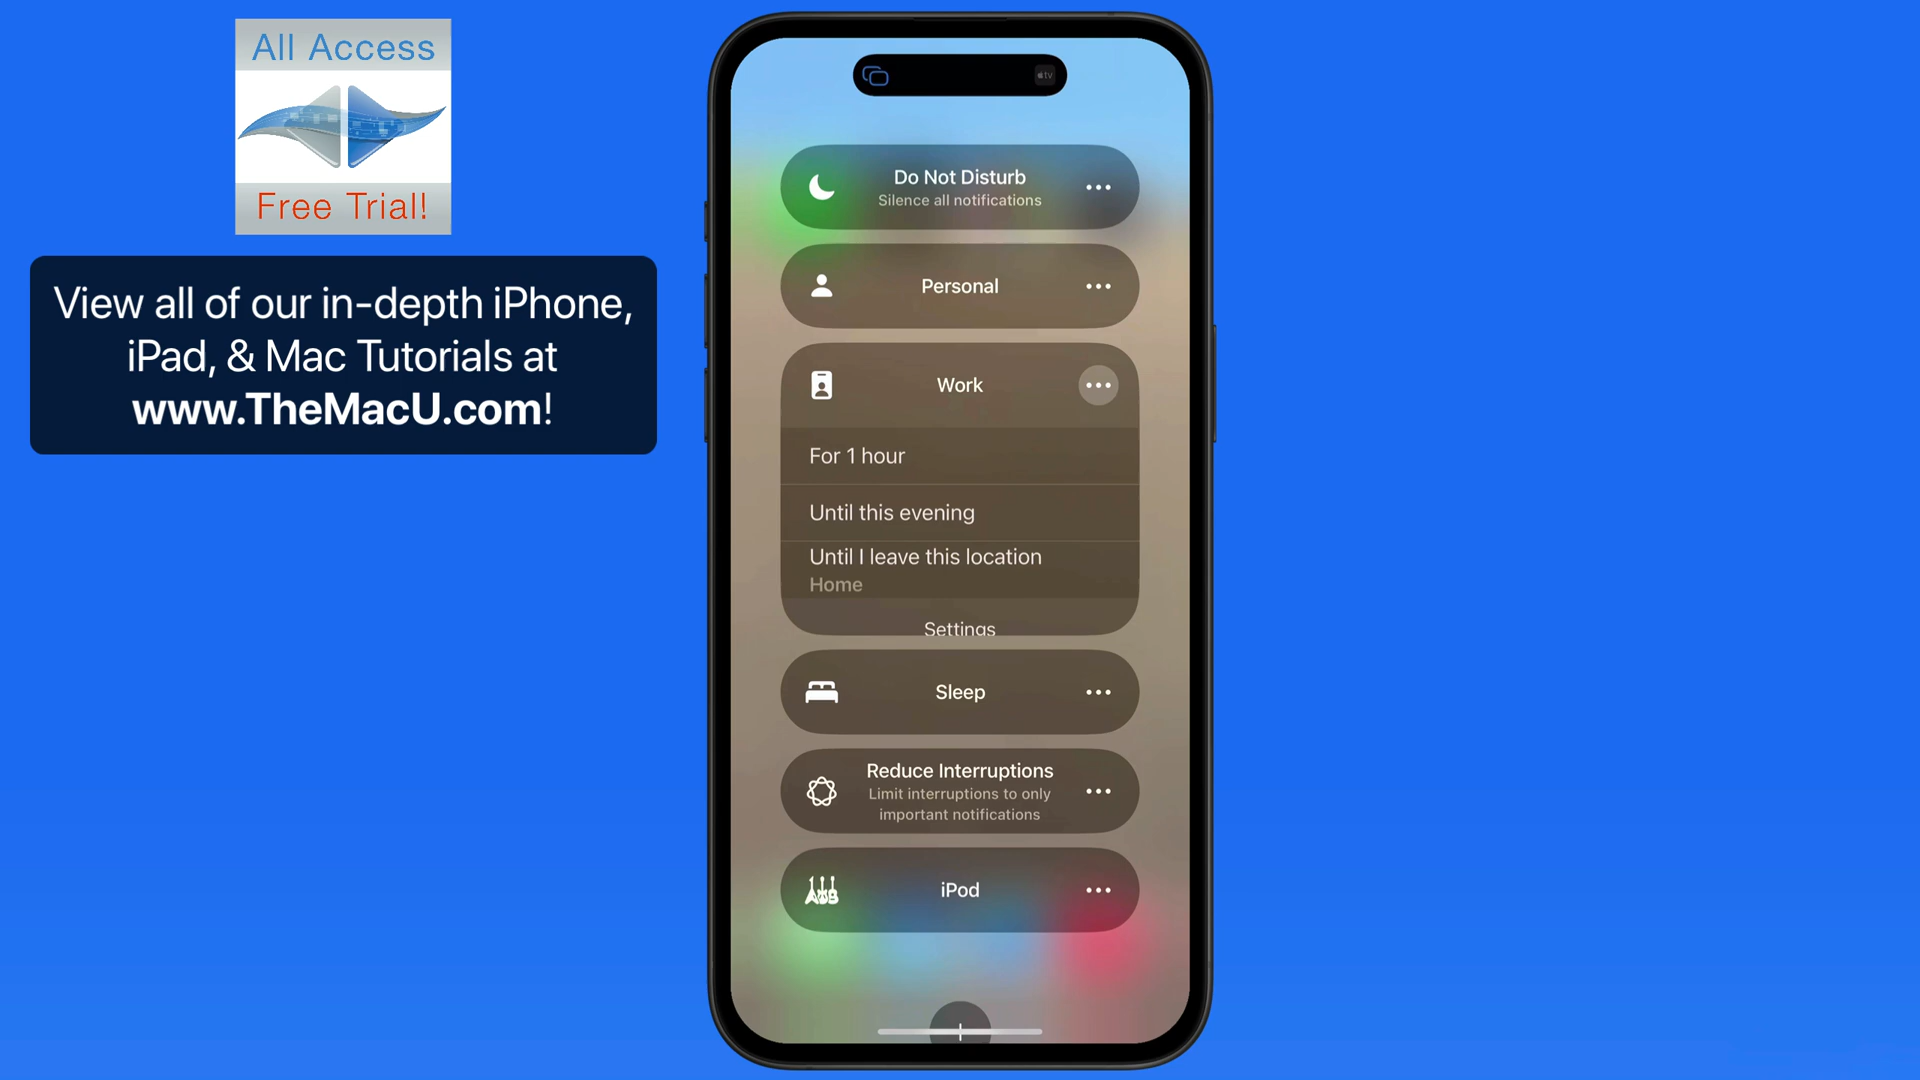 All Access
Free Trial!
View all of our in-depth iPhone,
iPad, & Mac Tutorials at
www.TheMacU.com!
tv
Do Not Disturb
Silence all notifications
Personal
Work
For 1 hour
Until this evening
Until I leave this location
Home
Settings
Sleep
Reduce Interruptions
Limit interruptions to only
important notifications
iPod